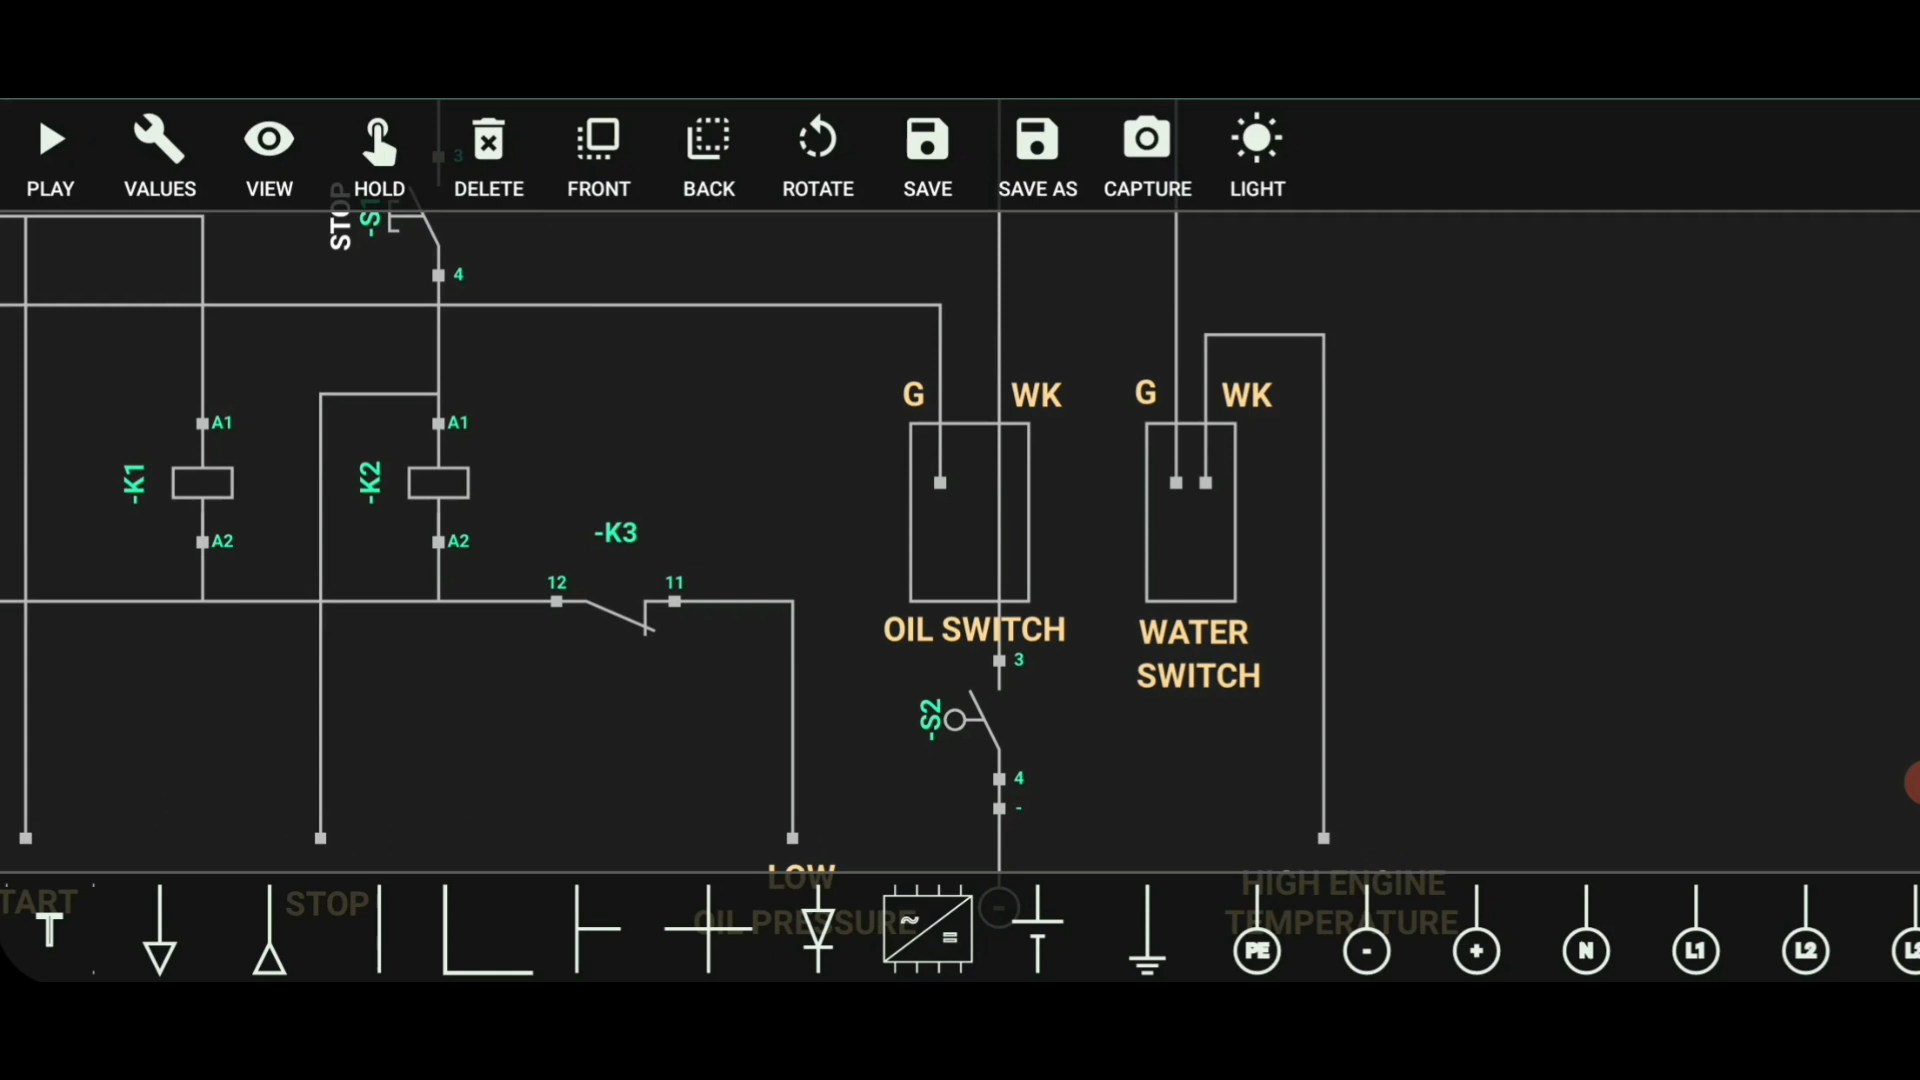 PLAY VALUES VIEW HOLD DELETE FRONT BACK ROTATE SAVE SAVE AS CAPTURE LIGHT
3
STOP
-S1
4
G WK G WK
A1 A1
-K1 -K2
A2 A2
-K3
12 11
OIL SWITCH
WATER
SWITCH
3
-S2
4
-
LOW
OIL PRESSURE
HIGH ENGINE
TEMPERATURE
TART
STOP
T
~
=
-
PE - + N L1 L2